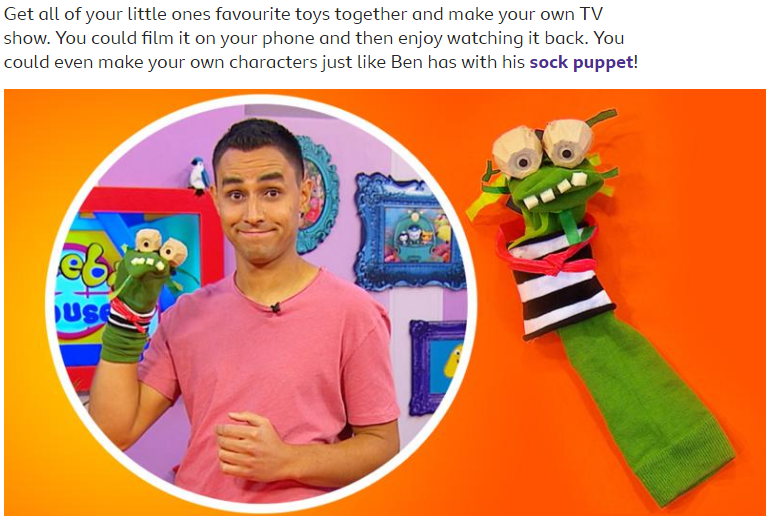 Get all of your little ones favourite toys together and make your own TV
show. You could film it on your phone and then enjoy watching it back. You
could even make your own characters just like Ben has with his sock puppet!
eeb
ouse